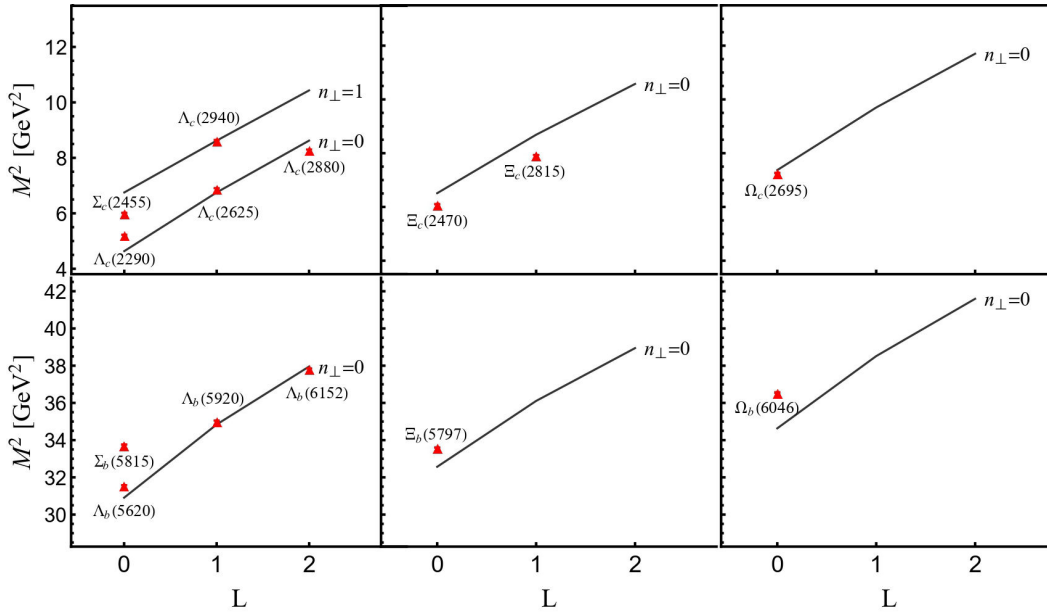 M² [GeV²]
12
10
8
6
4
n⊥=1
Λc(2940)
n⊥=0
Λc(2880)
Σc(2455)
Λc(2625)
Λc(2290)
n⊥=0
Ξc(2815)
Ξc(2470)
n⊥=0
Ωc(2695)
M² [GeV²]
42
40
38
36
34
32
30
n⊥=0
Λb(5920)
Λb(6152)
Σb(5815)
Λb(5620)
n⊥=0
Ξb(5797)
n⊥=0
Ωb(6046)
0 1 2 0 1 2 0 1 2
L L L